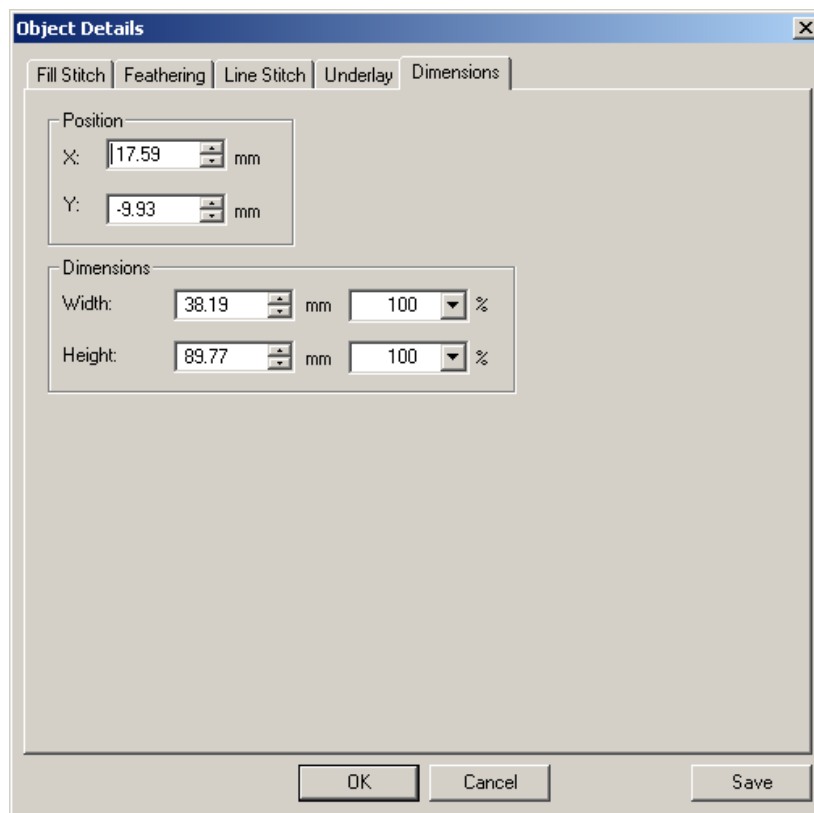 Object Details
Fill Stitch Feathering Line Stitch Underlay Dimensions
Position
X: 17.59 mm
Y: -9.93 mm
Dimensions
Width: 38.19 mm 100 %
Height: 89.77 mm 100 %
OK Cancel Save